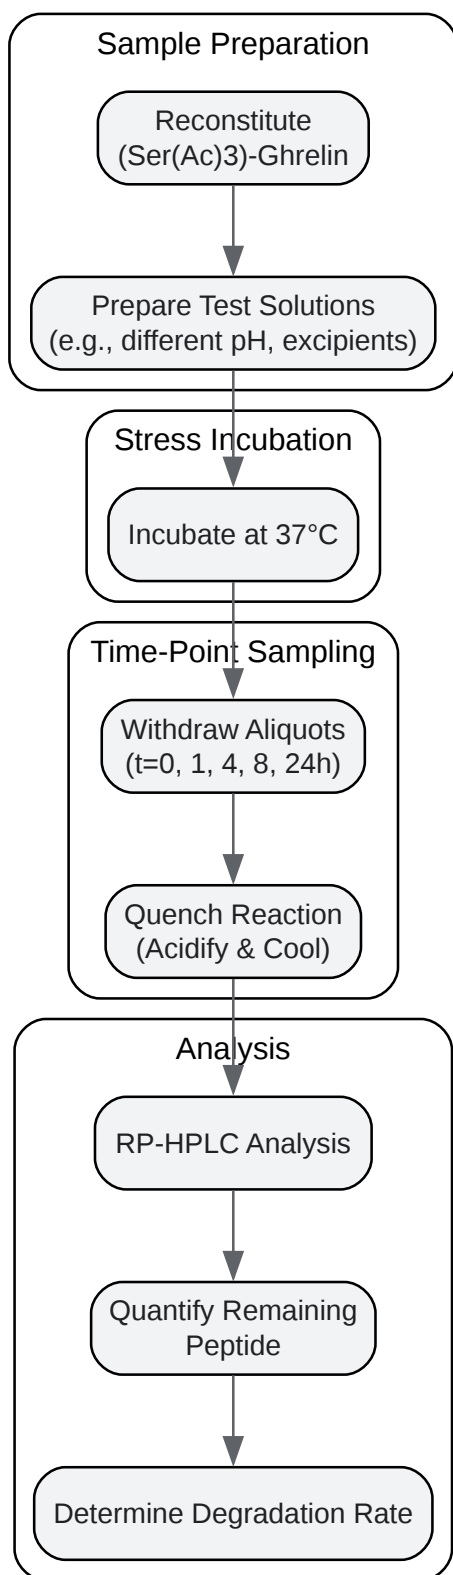 Sample Preparation
Reconstitute
(Ser(Ac)3)-Ghrelin
Prepare Test Solutions
(e.g., different pH, excipients)
Stress Incubation
Incubate at 37°C
Time-Point Sampling
Withdraw Aliquots
(t=0, 1, 4, 8, 24h)
Quench Reaction
(Acidify & Cool)
Analysis
RP-HPLC Analysis
Quantify Remaining
Peptide
Determine Degradation Rate